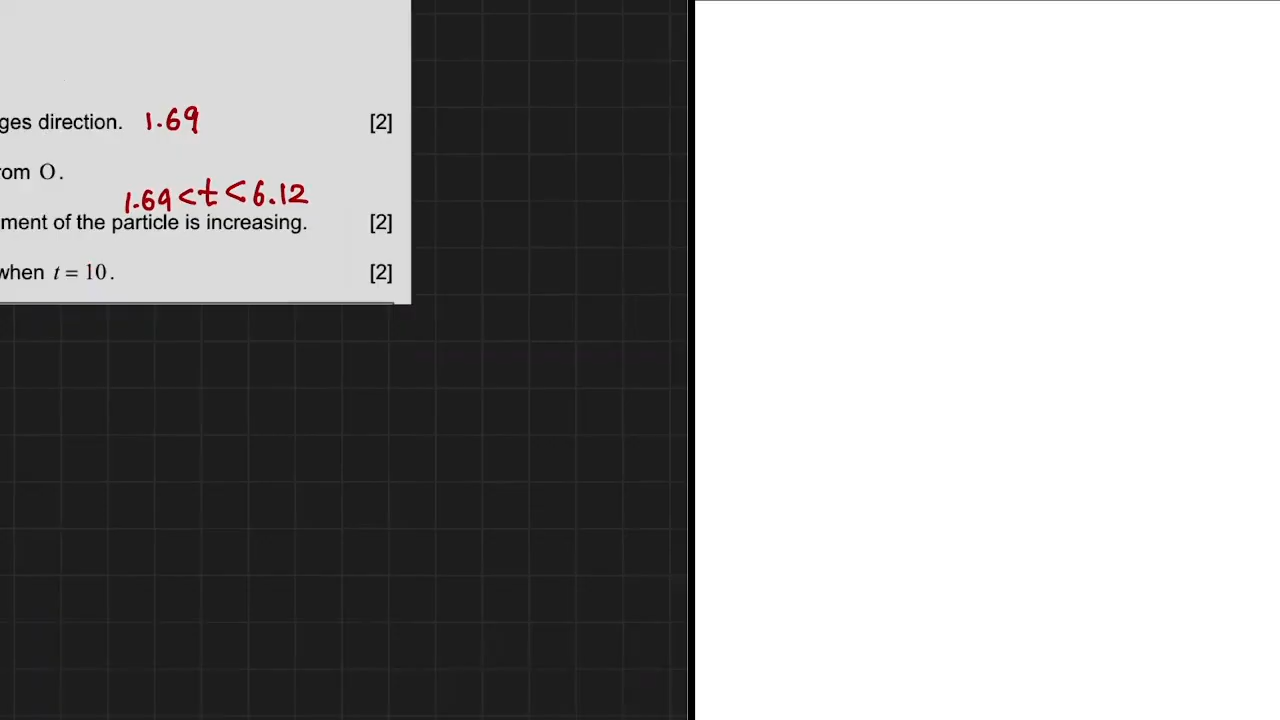 ges direction. 1.69 [2]
rom O.
1.69 < t < 6.12
ment of the particle is increasing. [2]
when t = 10. [2]